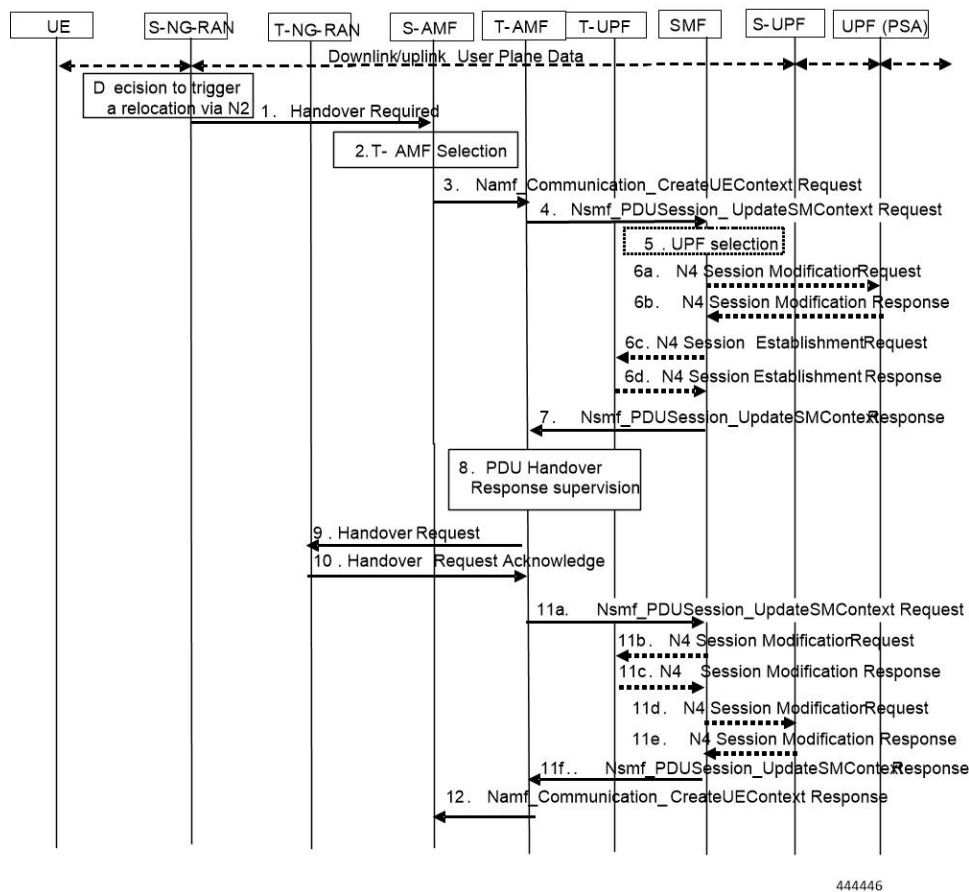 UE
S-NG-RAN
T-NG-RAN
S-AMF
T-AMF
T-UPF
SMF
S-UPF
UPF (PSA)
Downlink/uplink User Plane Data
D ecision to trigger
a relocation via N2
1. Handover Required
2.T- AMF Selection
3. Namf_Communication_CreateUEContext Request
4. Nsmf_PDUSession_ UpdateSMContext Request
5 . UPF selection
6a. N4 Session ModificationRequest
6b. N4 Session Modification Response
6c. N4 Session EstablishmentRequest
6d. N4 Session Establishment Response
7. Nsmf_PDUSession_UpdateSMContextResponse
8. PDU Handover
Response supervision
9 . Handover Request
10 . Handover Request Acknowledge
11a. Nsmf_PDUSession_UpdateSMContext Request
11b. N4 Session ModificationRequest
11c. N4 Session Modification Response
11d. N4 Session ModificationRequest
11e. N4 Session Modification Response
11f.. Nsmf_PDUSession_UpdateSMContextResponse
12. Namf_Communication_ CreateUEContext Response
444446